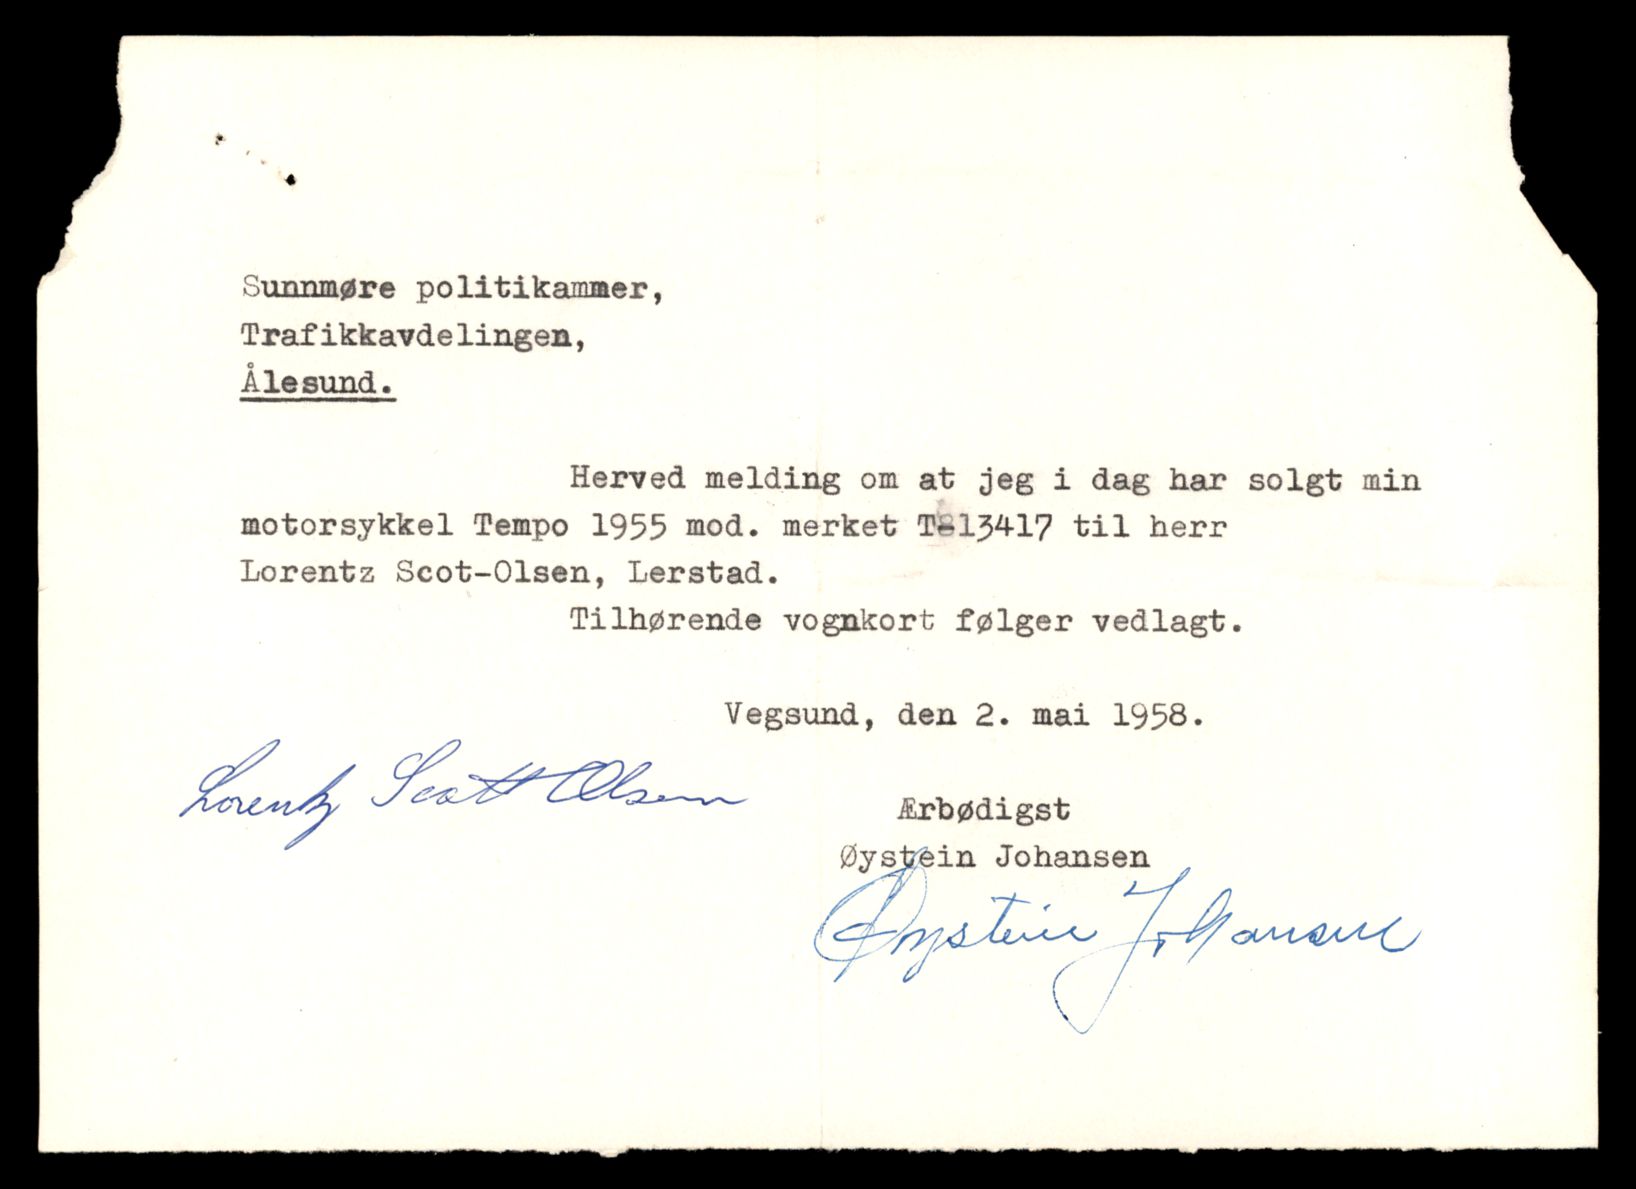 Sunnmøre politikammer,
Trafikkavdelingen,
Ålesund.
Herved melding om at jeg i dag har solgt min
motorsykkel Tempo 1955 mod. merket T-13417 til herr
Lorentz Scot-Olsen, Lerstad.
Tilhørende vognkort følger vedlagt.
Vegsund, den 2. mai 1958.
Lorentz Scott Olsen
Ærbødigst
Øystein Johansen
Øystein Johansen